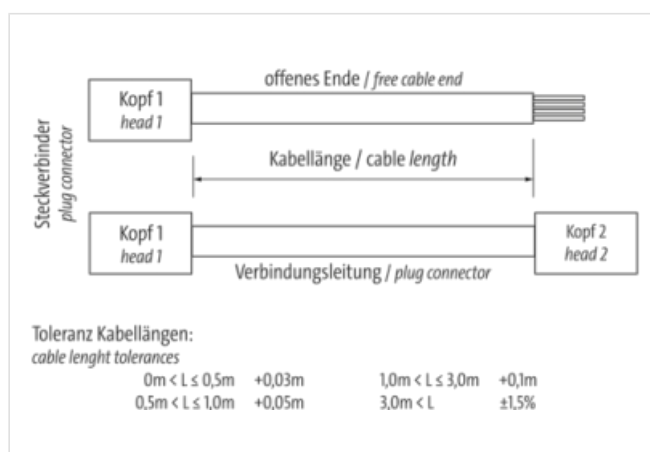 offenes Ende / free cable end
Kopf 1
head 1
Steckverbinder
plug connector
Kabellänge / cable length
Kopf 1
head 1
Kopf 2
head 2
Verbindungsleitung / plug connector
Toleranz Kabellängen:
cable lenght tolerances
0m < L ≤ 0,5m +0,03m 1,0m < L ≤ 3,0m +0,1m
0,5m < L ≤ 1,0m +0,05m 3,0m < L ±1,5%